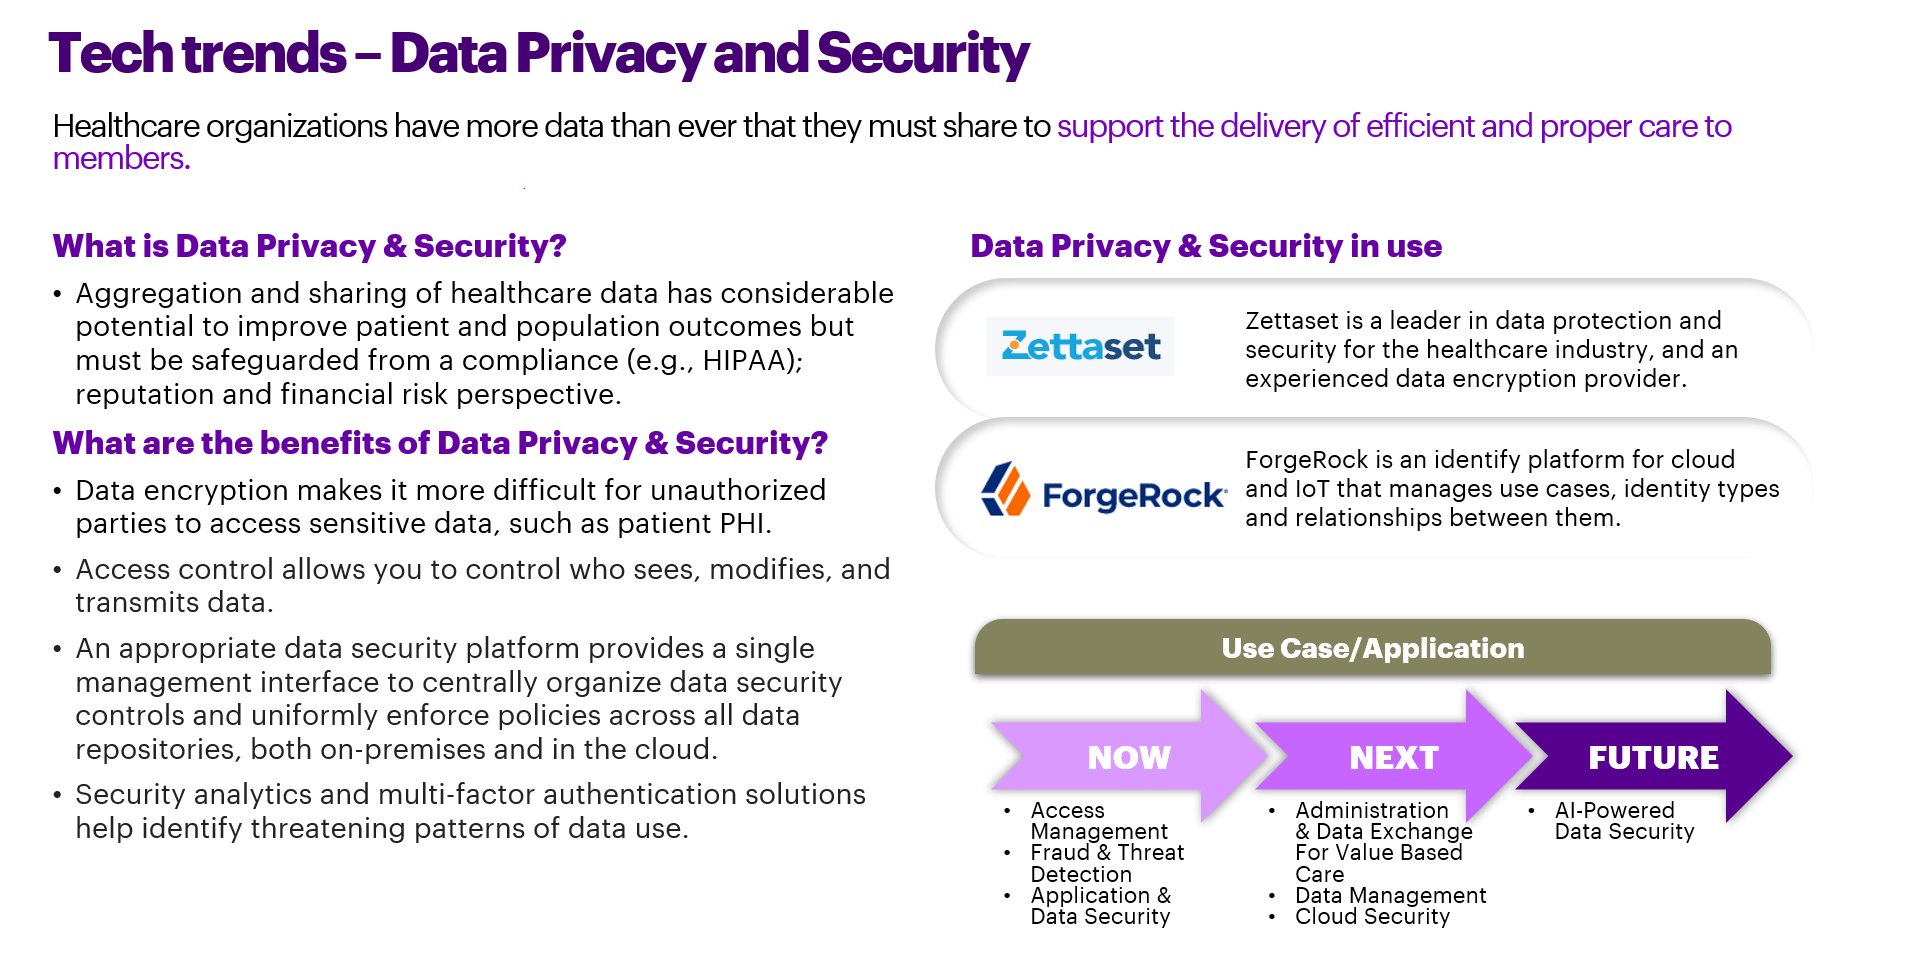 Tech trends – Data Privacy and Security
Healthcare organizations have more data than ever that they must share to support the delivery of efficient and proper care to
members.
What is Data Privacy & Security?
• Aggregation and sharing of healthcare data has considerable
potential to improve patient and population outcomes but
must be safeguarded from a compliance (e.g., HIPAA);
reputation and financial risk perspective.
What are the benefits of Data Privacy & Security?
• Data encryption makes it more difficult for unauthorized
parties to access sensitive data, such as patient PHI.
• Access control allows you to control who sees, modifies, and
transmits data.
• An appropriate data security platform provides a single
management interface to centrally organize data security
controls and uniformly enforce policies across all data
repositories, both on-premises and in the cloud.
• Security analytics and multi-factor authentication solutions
help identify threatening patterns of data use.
Data Privacy & Security in use
Zettaset
Zettaset is a leader in data protection and
security for the healthcare industry, and an
experienced data encryption provider.
ForgeRock
ForgeRock is an identify platform for cloud
and IoT that manages use cases, identity types
and relationships between them.
Use Case/Application
NOW
• Access
Management
• Fraud & Threat
Detection
• Application &
Data Security
NEXT
• Administration
& Data Exchange
For Value Based
Care
• Data Management
• Cloud Security
FUTURE
• AI-Powered
Data Security